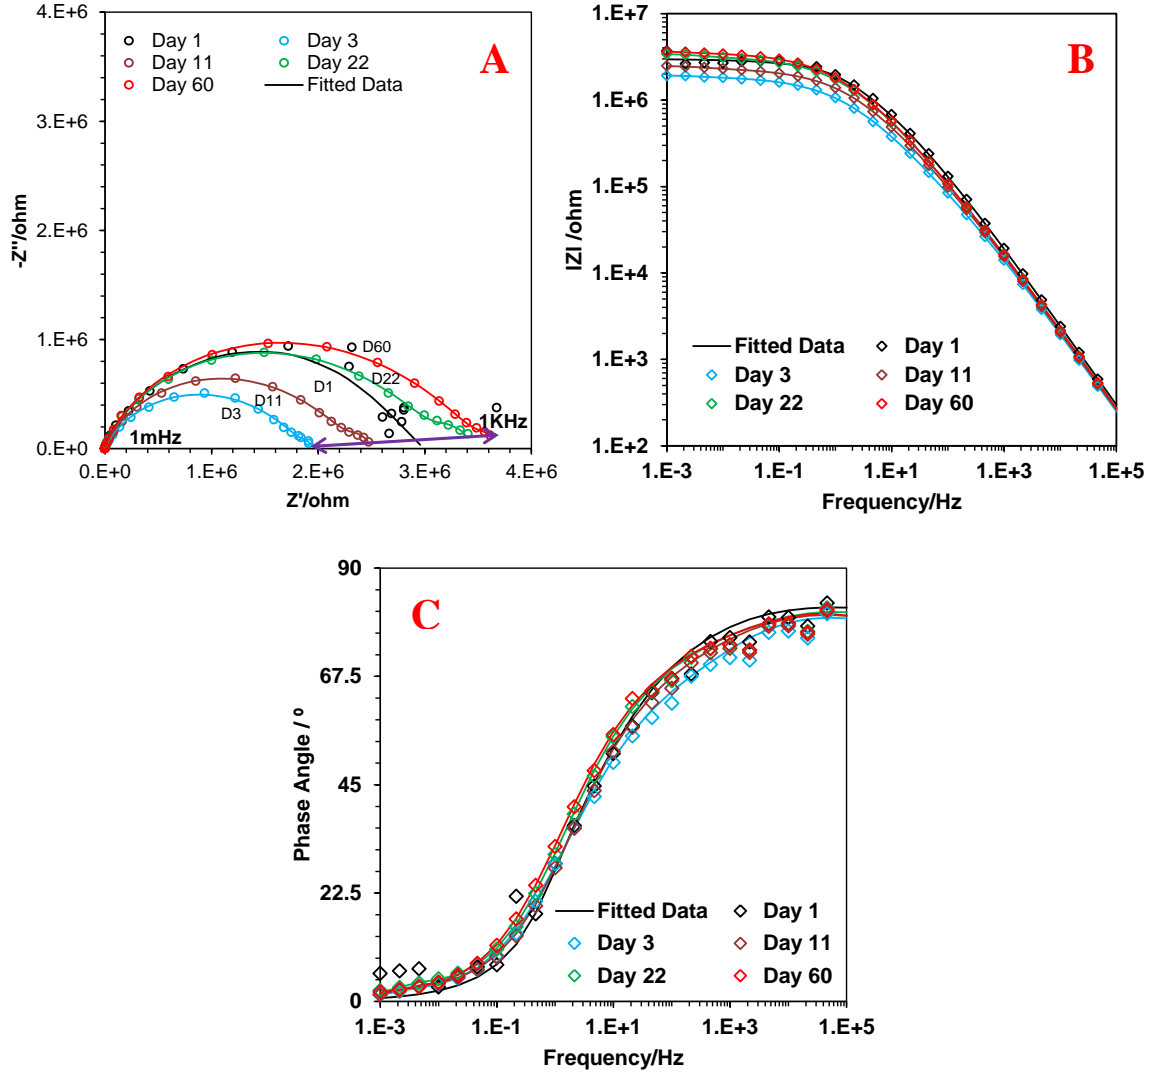 A
Day 1
Day 3
Day 11
Day 22
Day 60
Fitted Data
4.E+6
3.E+6
2.E+6
1.E+6
0.E+0
-Z''/ohm
D60
D22
D1
D11
D3
1mHz
1KHz
0.E+0 1.E+6 2.E+6 3.E+6 4.E+6
Z'/ohm
B
1.E+7
1.E+6
1.E+5
1.E+4
1.E+3
1.E+2
IZI /ohm
Fitted Data
Day 1
Day 3
Day 11
Day 22
Day 60
1.E-3 1.E-1 1.E+1 1.E+3 1.E+5
Frequency/Hz
C
90
67.5
45
22.5
0
Phase Angle / º
Fitted Data
Day 1
Day 3
Day 11
Day 22
Day 60
1.E-3 1.E-1 1.E+1 1.E+3 1.E+5
Frequency/Hz